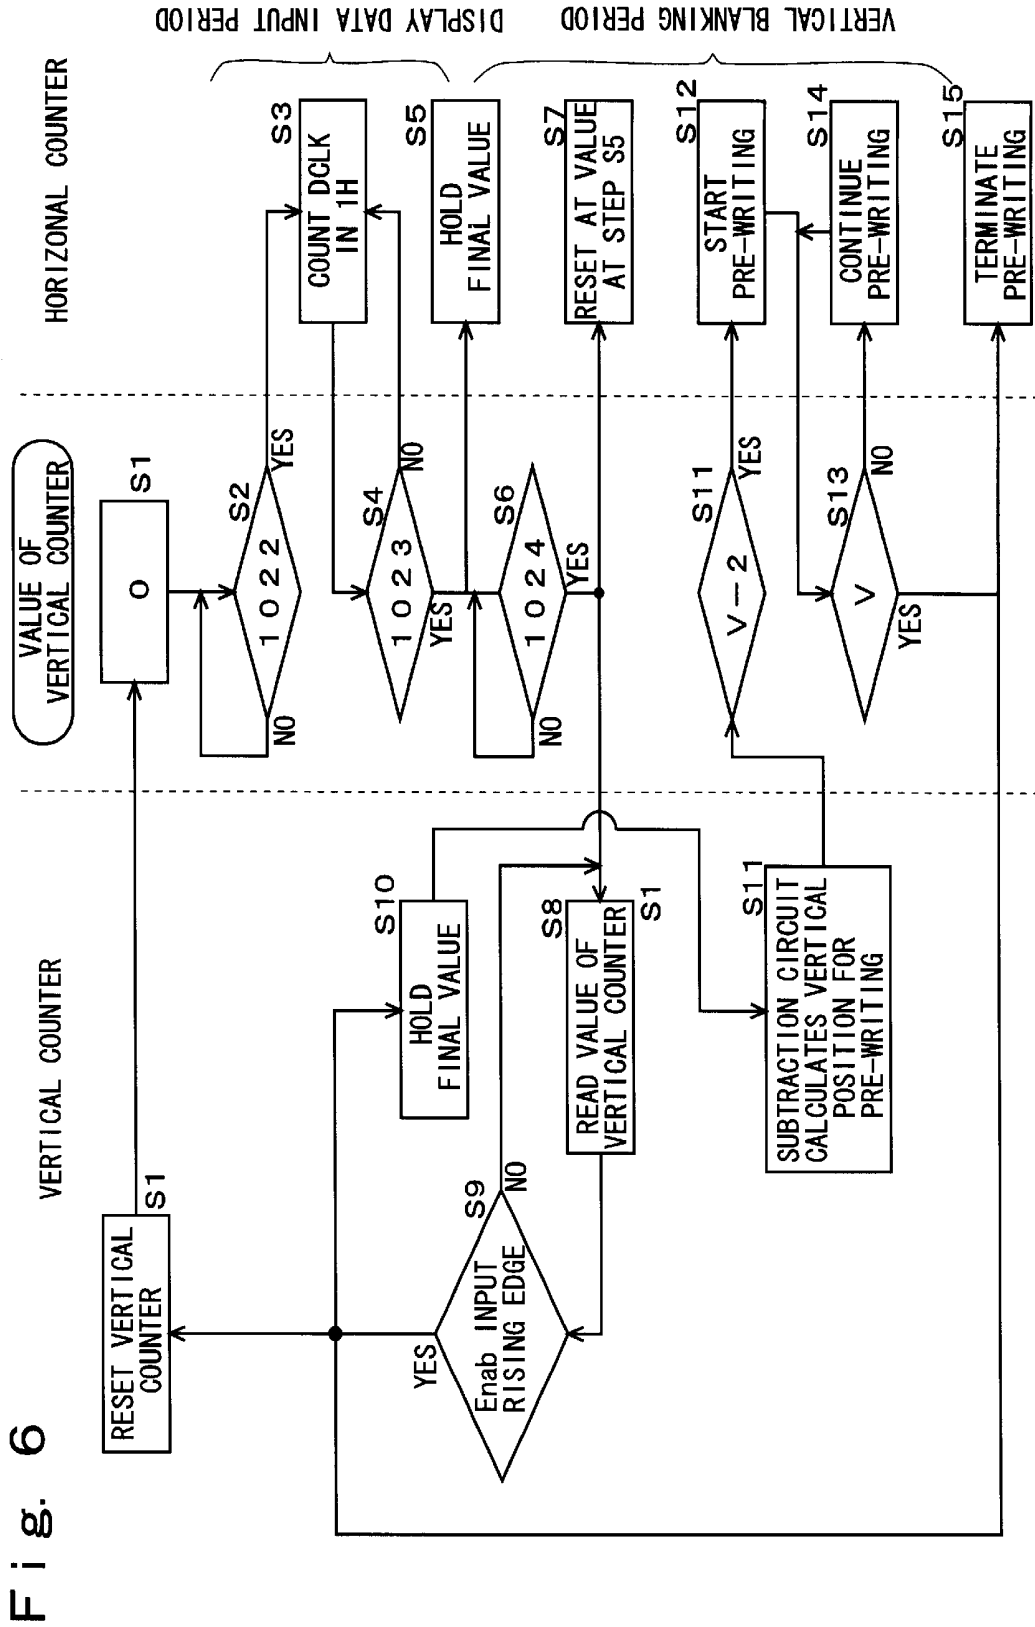 Fig. 6
VERTICAL COUNTER
VALUE OF
VERTICAL COUNTER
HORIZONAL COUNTER
RESET VERTICAL
COUNTER
S1
0
S1
1022
S2
YES
NO
COUNT DCLK
IN 1H
S3
1023
S4
NO
YES
HOLD
FINAL VALUE
S5
DISPLAY DATA INPUT PERIOD
HOLD
FINAL VALUE
S10
Enab INPUT
RISING EDGE
S9
YES
NO
1024
S6
NO
YES
RESET AT VALUE
AT STEP S5
S7
READ VALUE OF
VERTICAL COUNTER
S8
S1
SUBTRACTION CIRCUIT
CALCULATES VERTICAL
POSITION FOR
PRE-WRITING
S11
V-2
S11
YES
START
PRE-WRITING
S12
V
S13
NO
YES
CONTINUE
PRE-WRITING
S14
TERMINATE
PRE-WRITING
S15
VERTICAL BLANKING PERIOD